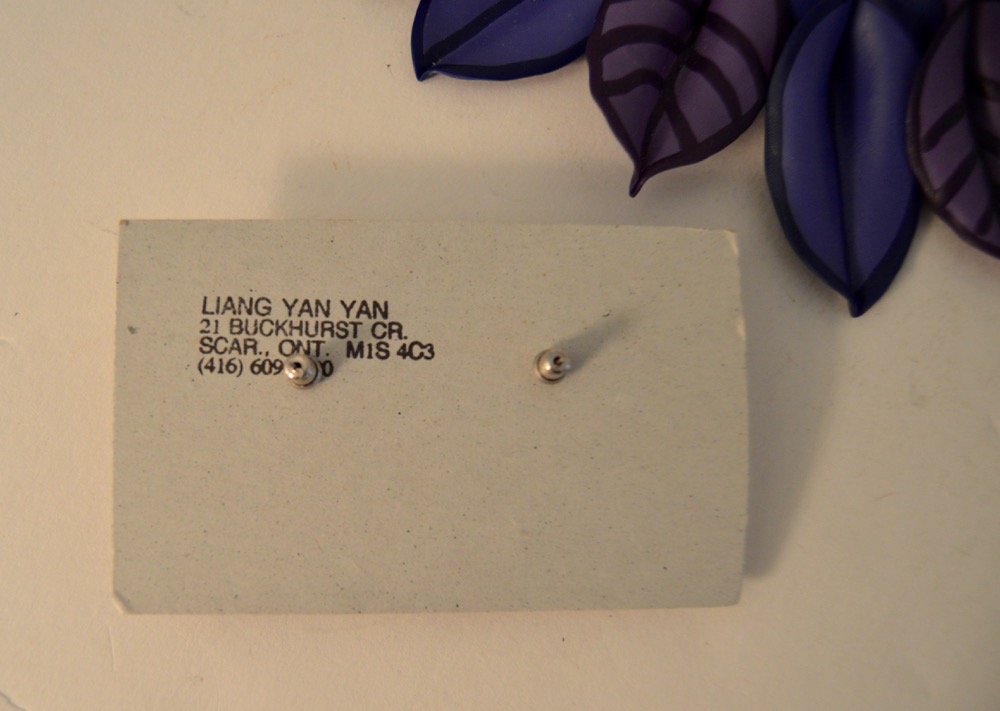 LIANG YAN YAN
21 BUCKHURST CR.
SCAR., ONT. M1S 4C3
(416) 609